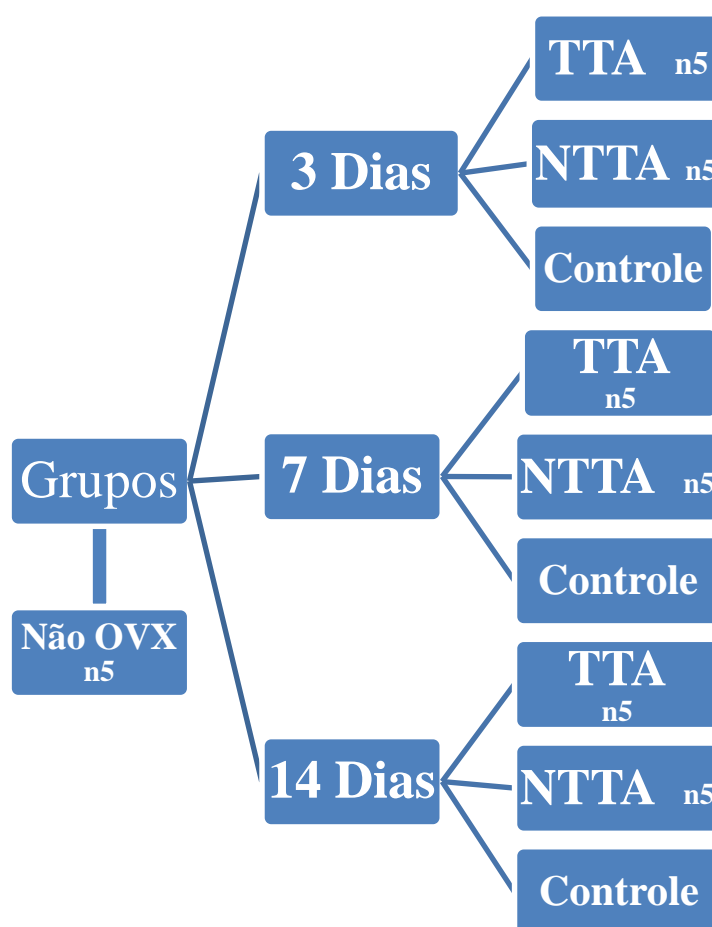 Grupos
Não OVX
n5
3 Dias
TTA n5
NTTA n5
Controle
7 Dias
TTA
n5
NTTA n5
Controle
14 Dias
TTA
n5
NTTA n5
Controle